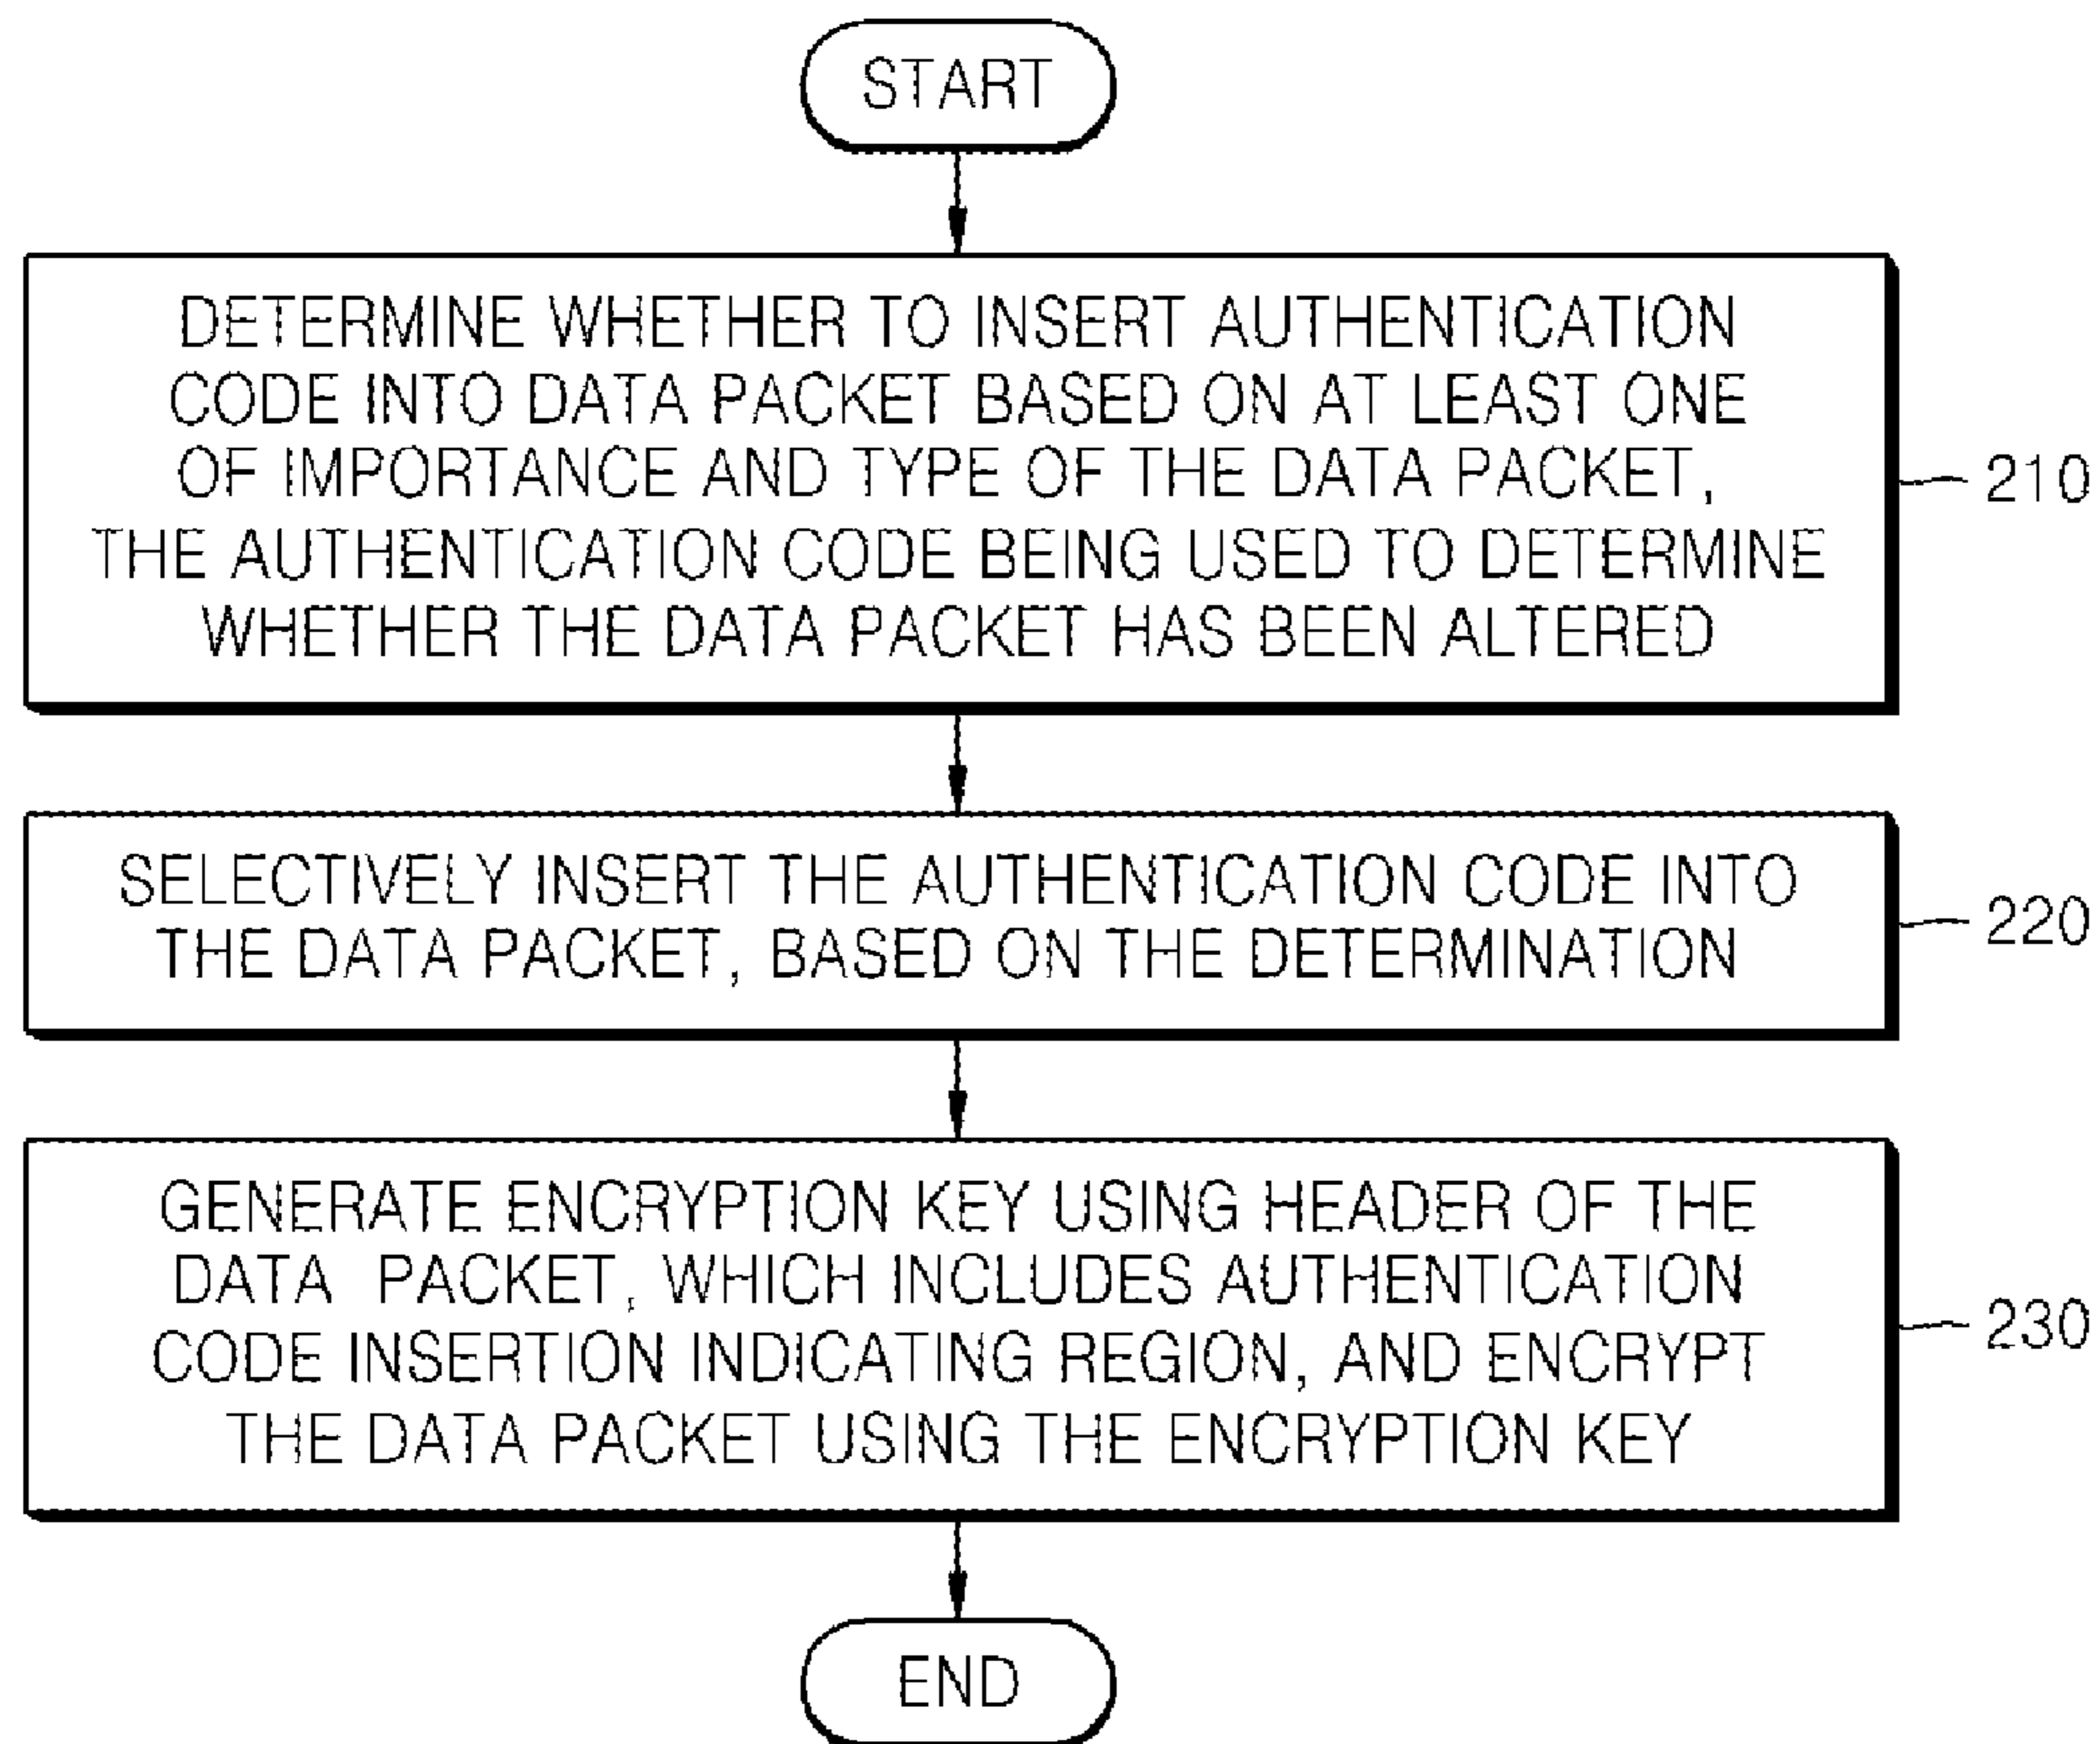 START
DETERMINE WHETHER TO INSERT AUTHENTICATION
CODE INTO DATA PACKET BASED ON AT LEAST ONE
OF IMPORTANCE AND TYPE OF THE DATA PACKET,
THE AUTHENTICATION CODE BEING USED TO DETERMINE
WHETHER THE DATA PACKET HAS BEEN ALTERED
210
SELECTIVELY INSERT THE AUTHENTICATION CODE INTO
THE DATA PACKET, BASED ON THE DETERMINATION
220
GENERATE ENCRYPTION KEY USING HEADER OF THE
DATA PACKET, WHICH INCLUDES AUTHENTICATION
CODE INSERTION INDICATING REGION, AND ENCRYPT
THE DATA PACKET USING THE ENCRYPTION KEY
230
END